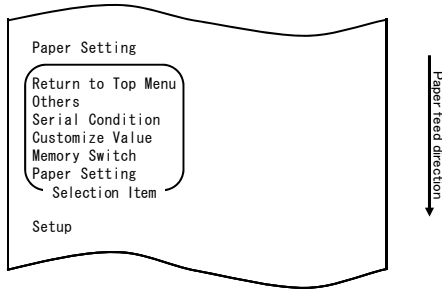 Paper Setting
Return to Top Menu
Others
Serial Condition
Customize Value
Memory Switch
Paper Setting
Selection Item
Setup
Paper feed direction